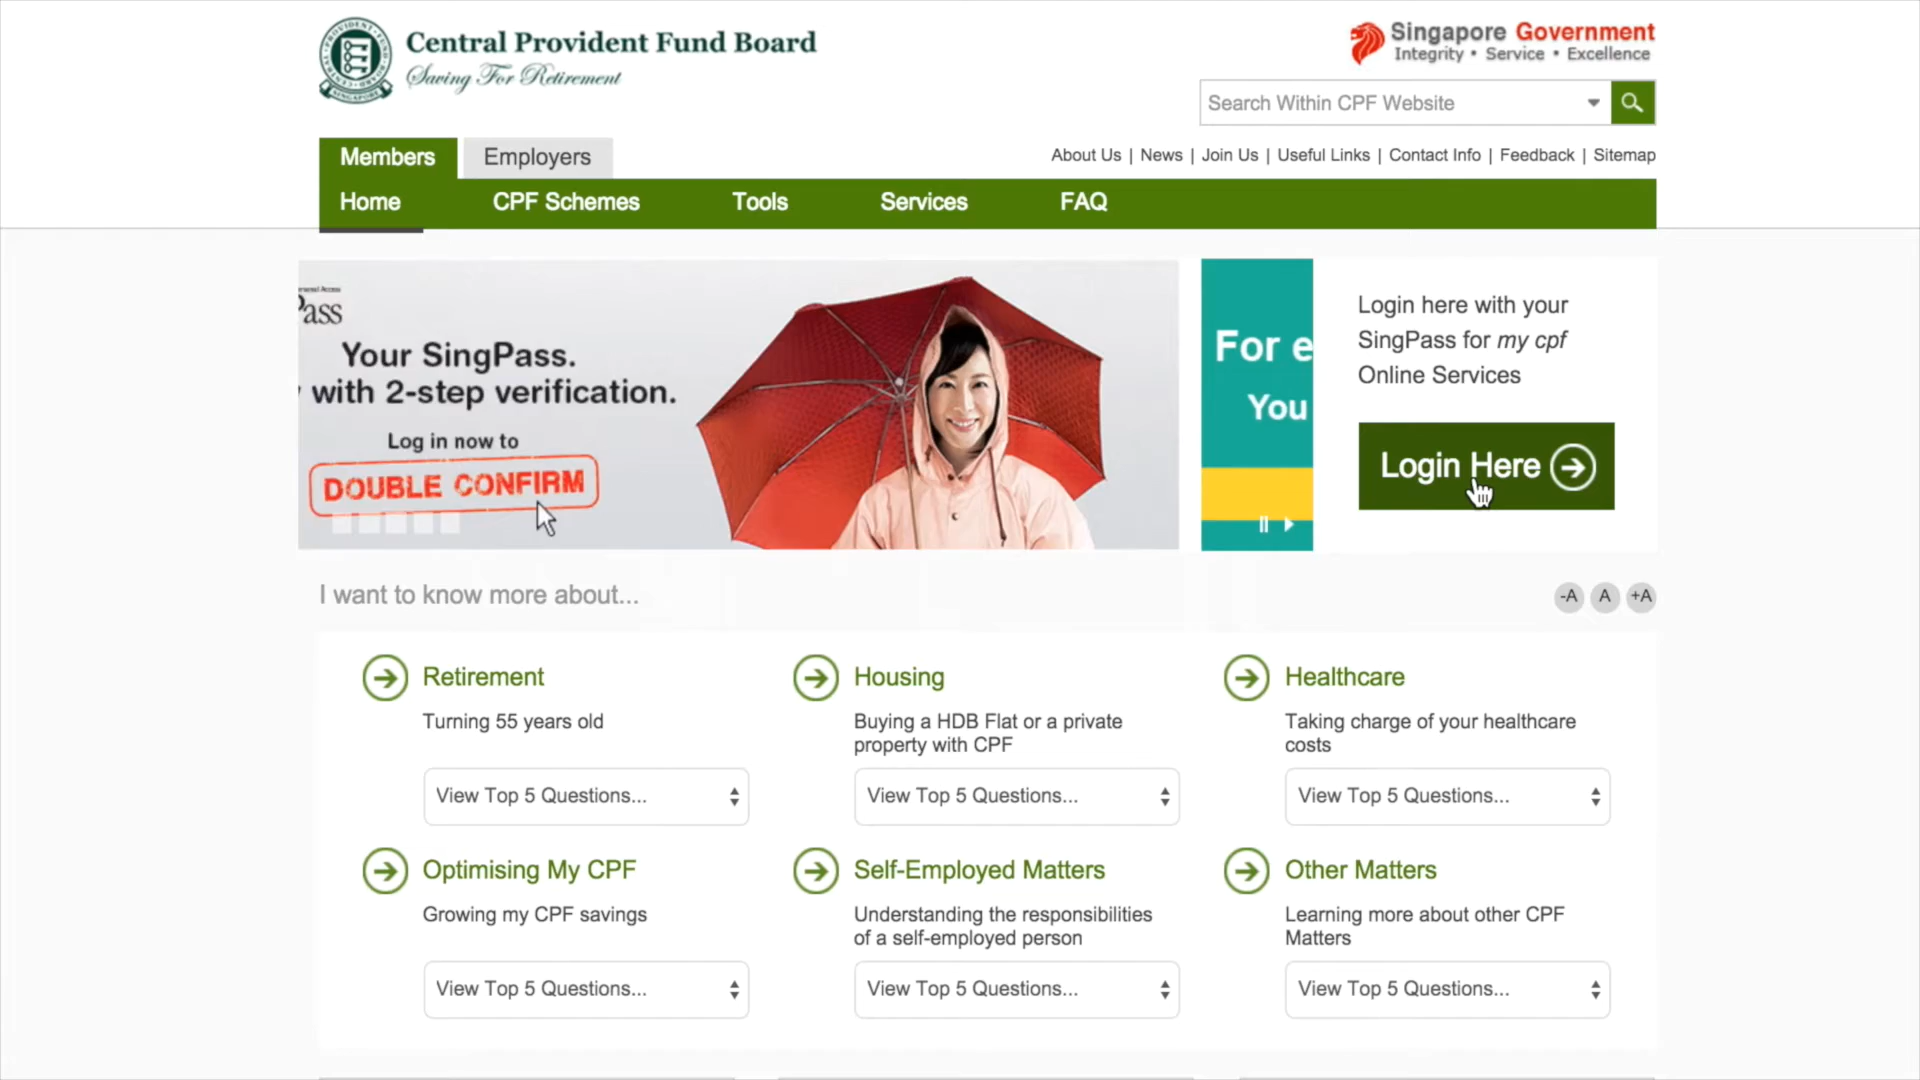 Central Provident Fund Board
Saving For Retirement
Singapore Government
Integrity • Service • Excellence
Search Within CPF Website
Members
Employers
About Us | News | Join Us | Useful Links | Contact Info | Feedback | Sitemap
Home
CPF Schemes
Tools
Services
FAQ
Pass
Your SingPass.
with 2-step verification.
Log in now to
DOUBLE CONFIRM
For e
You
Login here with your
SingPass for my cpf
Online Services
Login Here
I want to know more about...
-A A +A
Retirement
Turning 55 years old
View Top 5 Questions...
Housing
Buying a HDB Flat or a private
property with CPF
View Top 5 Questions...
Healthcare
Taking charge of your healthcare
costs
View Top 5 Questions...
Optimising My CPF
Growing my CPF savings
View Top 5 Questions...
Self-Employed Matters
Understanding the responsibilities
of a self-employed person
View Top 5 Questions...
Other Matters
Learning more about other CPF
Matters
View Top 5 Questions...